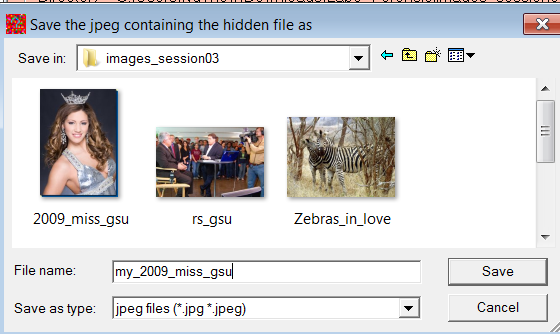 Save the jpeg containing the hidden file as
Save in: images_session03
2009_miss_gsu rs_gsu Zebras_in_love
File name: my_2009_miss_gsu Save
Save as type: jpeg files (*.jpg *.jpeg) Cancel